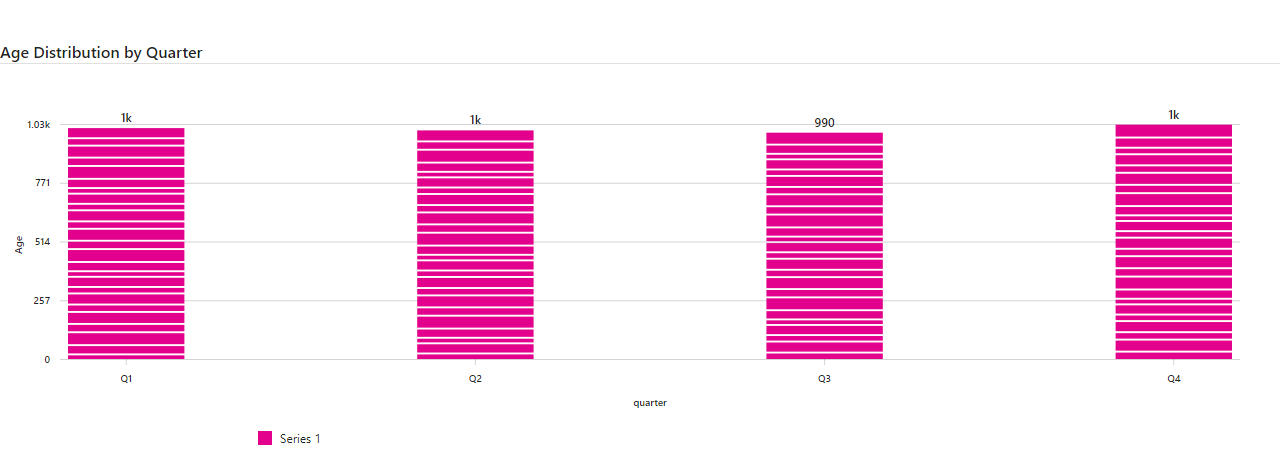 Age Distribution by Quarter
1k
1k
990
1k
1.03k
771
514
257
0
Age
Q1
Q2
Q3
Q4
quarter
Series 1